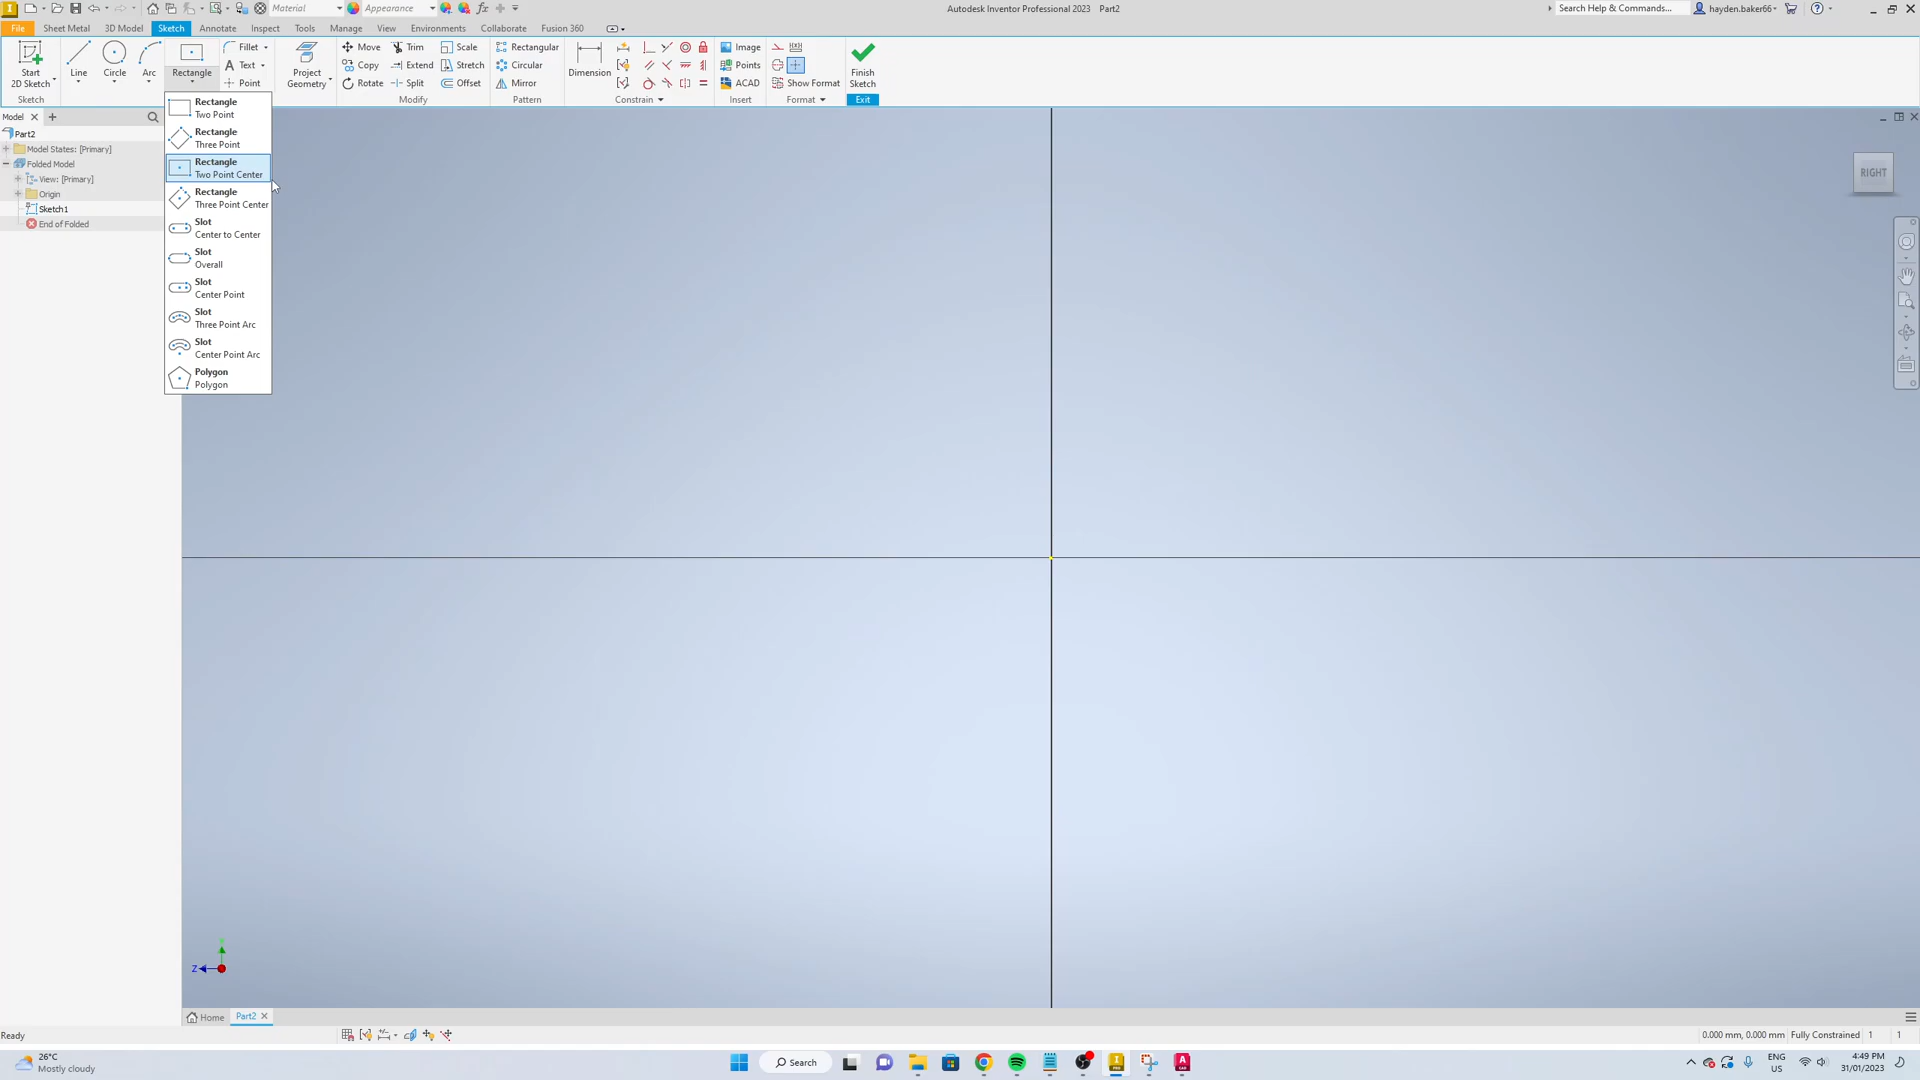 Material
Appearance
Autodesk Inventor Professional 2023 Part2
Search Help & Commands...
hayden.baker66
File
Sheet Metal
3D Model
Sketch
Annotate
Inspect
Tools
Manage
View
Environments
Collaborate
Fusion 360
Start
2D Sketch
Line
Circle
Arc
Rectangle
Fillet
Text
Point
Project
Geometry
Move
Copy
Rotate
Trim
Extend
Split
Scale
Stretch
Offset
Rectangular
Circular
Mirror
Dimension
Image
Points
ACAD
Show Format
Finish
Sketch
Sketch
Modify
Pattern
Constrain
Insert
Format
Exit
Model
Part2
Model States: [Primary]
Folded Model
View: [Primary]
Origin
Sketch1
End of Folded
Rectangle
Two Point
Rectangle
Three Point
Rectangle
Two Point Center
Rectangle
Three Point Center
Slot
Center to Center
Slot
Overall
Slot
Center Point
Slot
Three Point Arc
Slot
Center Point Arc
Polygon
Polygon
RIGHT
Z
Home
Part2
Ready
0.000 mm, 0.000 mm
Fully Constrained
1
1
26°C
Mostly cloudy
Search
ENG
US
4:49 PM
31/01/2023